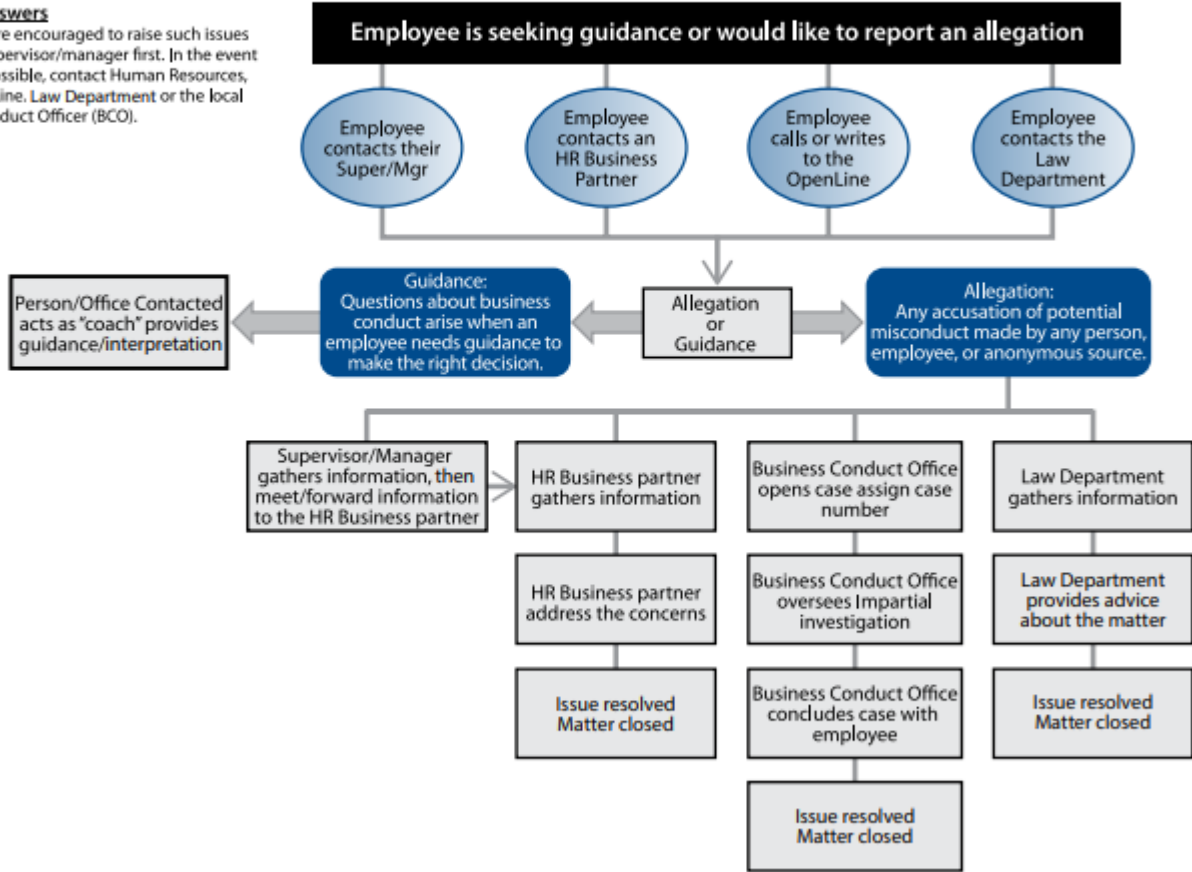 swers
re encouraged to raise such issues
pervisor/manager first. In the event
ossible, contact Human Resources,
ine. Law Department or the local
duct Officer (BCO).
Employee is seeking guidance or would like to report an allegation
Employee
contacts their
Super/Mgr
Employee
contacts an
HR Business
Partner
Employee
calls or writes
to the
OpenLine
Employee
contacts the
Law
Department
Person/Office Contacted
acts as “coach” provides
guidance/interpretation
Guidance:
Questions about business
conduct arise when an
employee needs guidance to
make the right decision.
Allegation
or
Guidance
Allegation:
Any accusation of potential
misconduct made by any person,
employee, or anonymous source.
Supervisor/Manager
gathers information, then
meet/forward information
to the HR Business partner
HR Business partner
gathers information
Business Conduct Office
opens case assign case
number
Law Department
gathers information
HR Business partner
address the concerns
Business Conduct Office
oversees Impartial
investigation
Law Department
provides advice
about the matter
Issue resolved
Matter closed
Business Conduct Office
concludes case with
employee
Issue resolved
Matter closed
Issue resolved
Matter closed